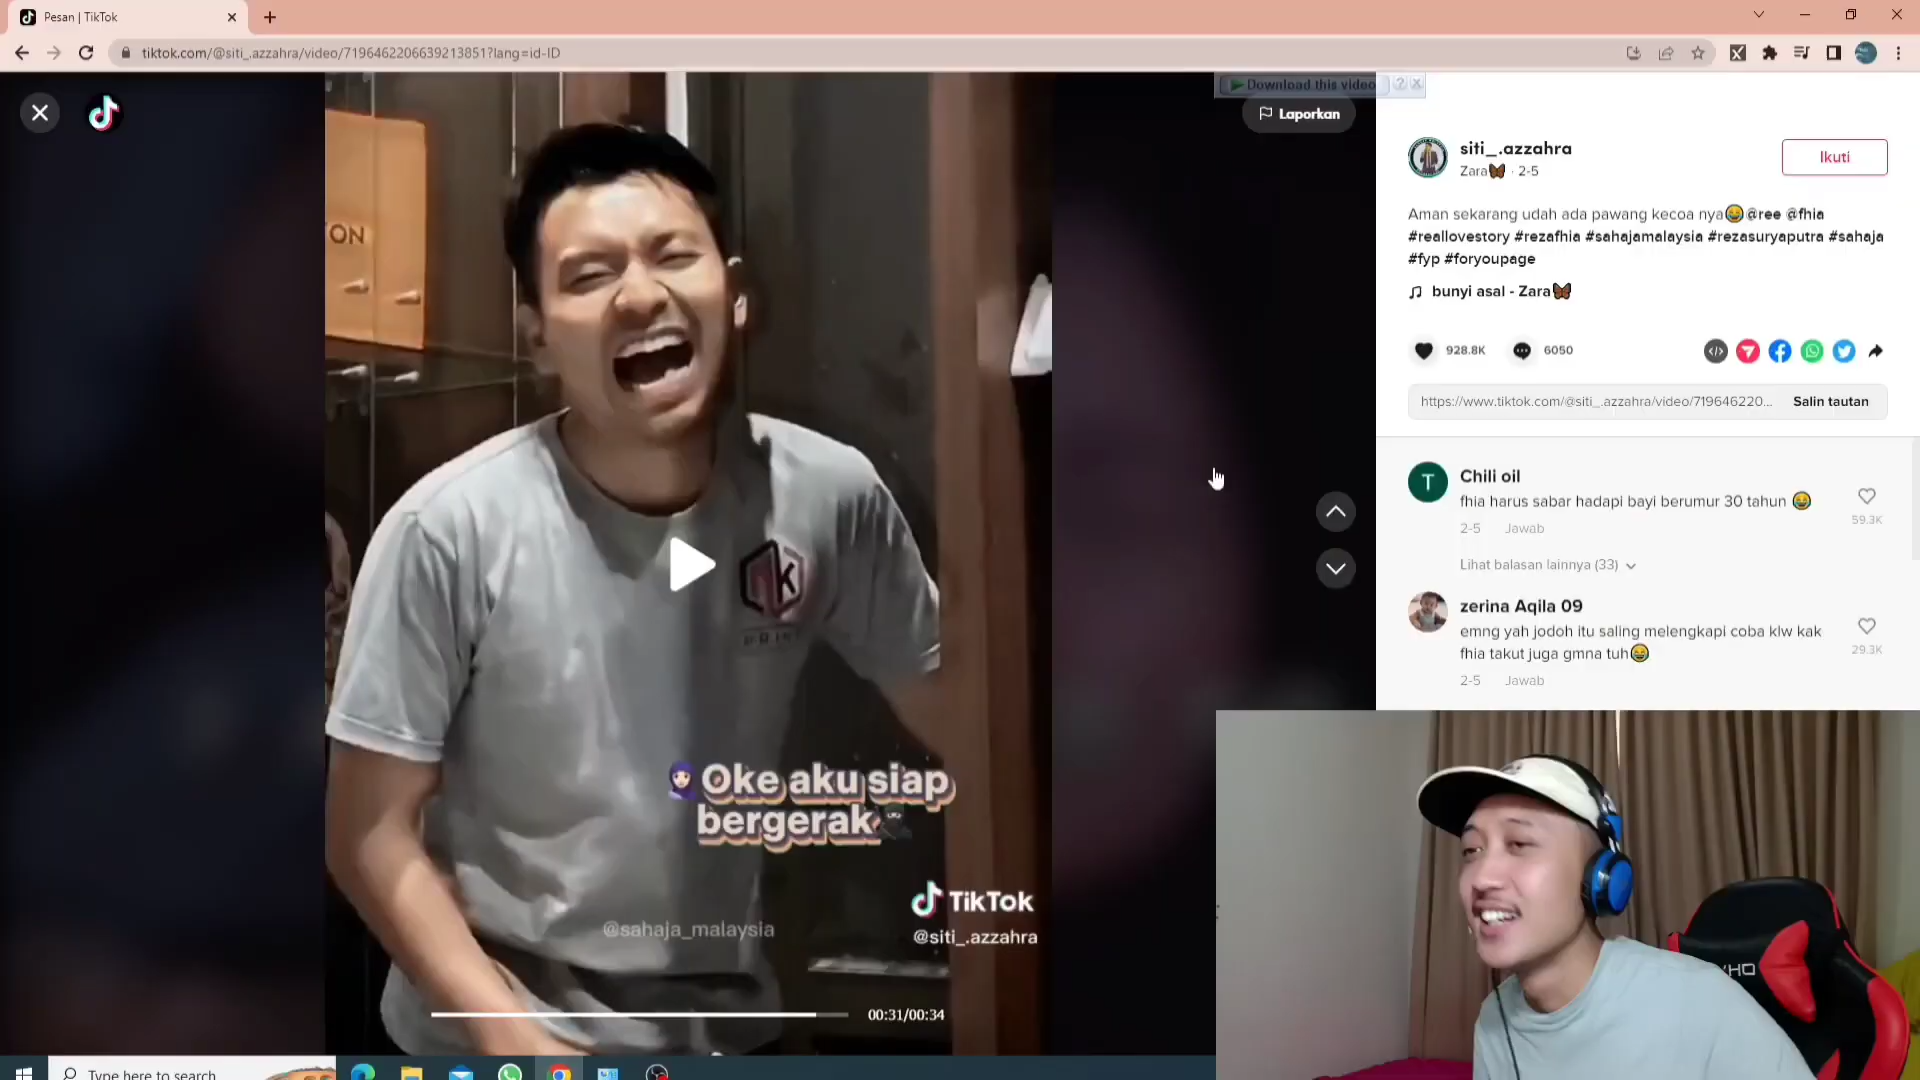 Pesan | TikTok
tiktok.com/@siti_.azzahra/video/7196462206639213851?lang=id-ID
Download this video
Laporkan
ON
Oke aku siap
bergerak
@sahaja_malaysia
TikTok
@siti_.azzahra
00:31/00:34
siti_.azzahra
Zara🦋 · 2-5
Ikuti
Aman sekarang udah ada pawang kecoa nya😂@ree @fhia
#reallovestory #rezafhia #sahajamalaysia #rezasuryaputra #sahaja
#fyp #foryoupage
bunyi asal - Zara🦋
928.8K
6050
https://www.tiktok.com/@siti_.azzahra/video/719646220...
Salin tautan
T
Chili oil
fhia harus sabar hadapi bayi berumur 30 tahun 😂
59.3K
2-5 Jawab
Lihat balasan lainnya (33)
zerina Aqila 09
emng yah jodoh itu saling melengkapi coba klw kak
fhia takut juga gmna tuh😂
29.3K
2-5 Jawab
Type here to search